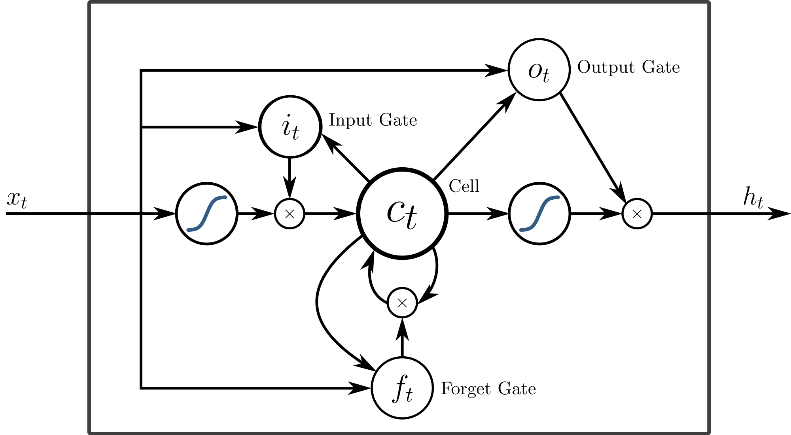 o_t Output Gate
i_t Input Gate
x_t
×
c_t Cell
×
h_t
×
f_t Forget Gate